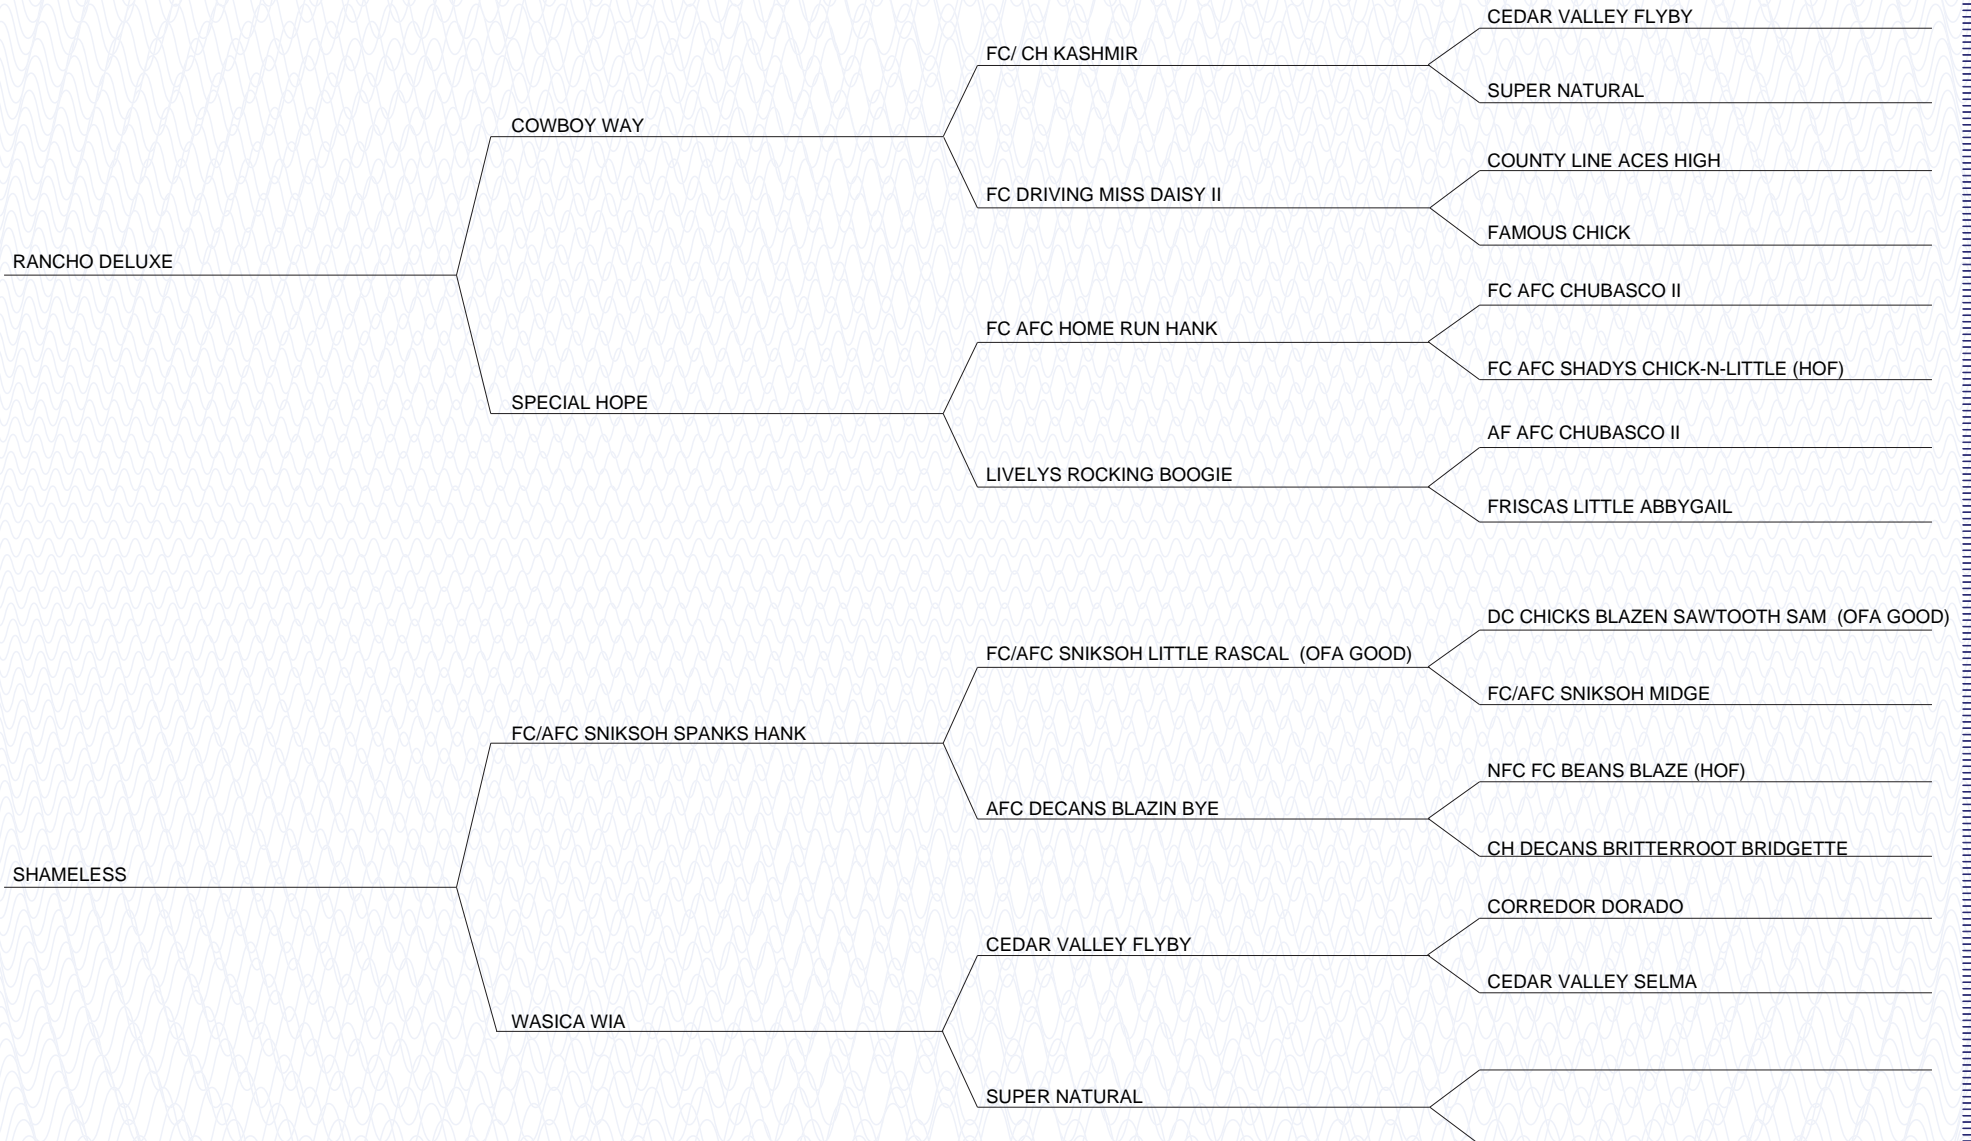 CEDAR VALLEY FLYBY
FC/ CH KASHMIR
SUPER NATURAL
COWBOY WAY
COUNTY LINE ACES HIGH
FC DRIVING MISS DAISY II
FAMOUS CHICK
RANCHO DELUXE
FC AFC CHUBASCO II
FC AFC HOME RUN HANK
FC AFC SHADYS CHICK-N-LITTLE (HOF)
SPECIAL HOPE
AF AFC CHUBASCO II
LIVELYS ROCKING BOOGIE
FRISCAS LITTLE ABBYGAIL
DC CHICKS BLAZEN SAWTOOTH SAM  (OFA GOOD)
FC/AFC SNIKSOH LITTLE RASCAL  (OFA GOOD)
FC/AFC SNIKSOH MIDGE
FC/AFC SNIKSOH SPANKS HANK
NFC FC BEANS BLAZE (HOF)
AFC DECANS BLAZIN BYE
CH DECANS BRITTERROOT BRIDGETTE
SHAMELESS
CORREDOR DORADO
CEDAR VALLEY FLYBY
CEDAR VALLEY SELMA
WASICA WIA
SUPER NATURAL